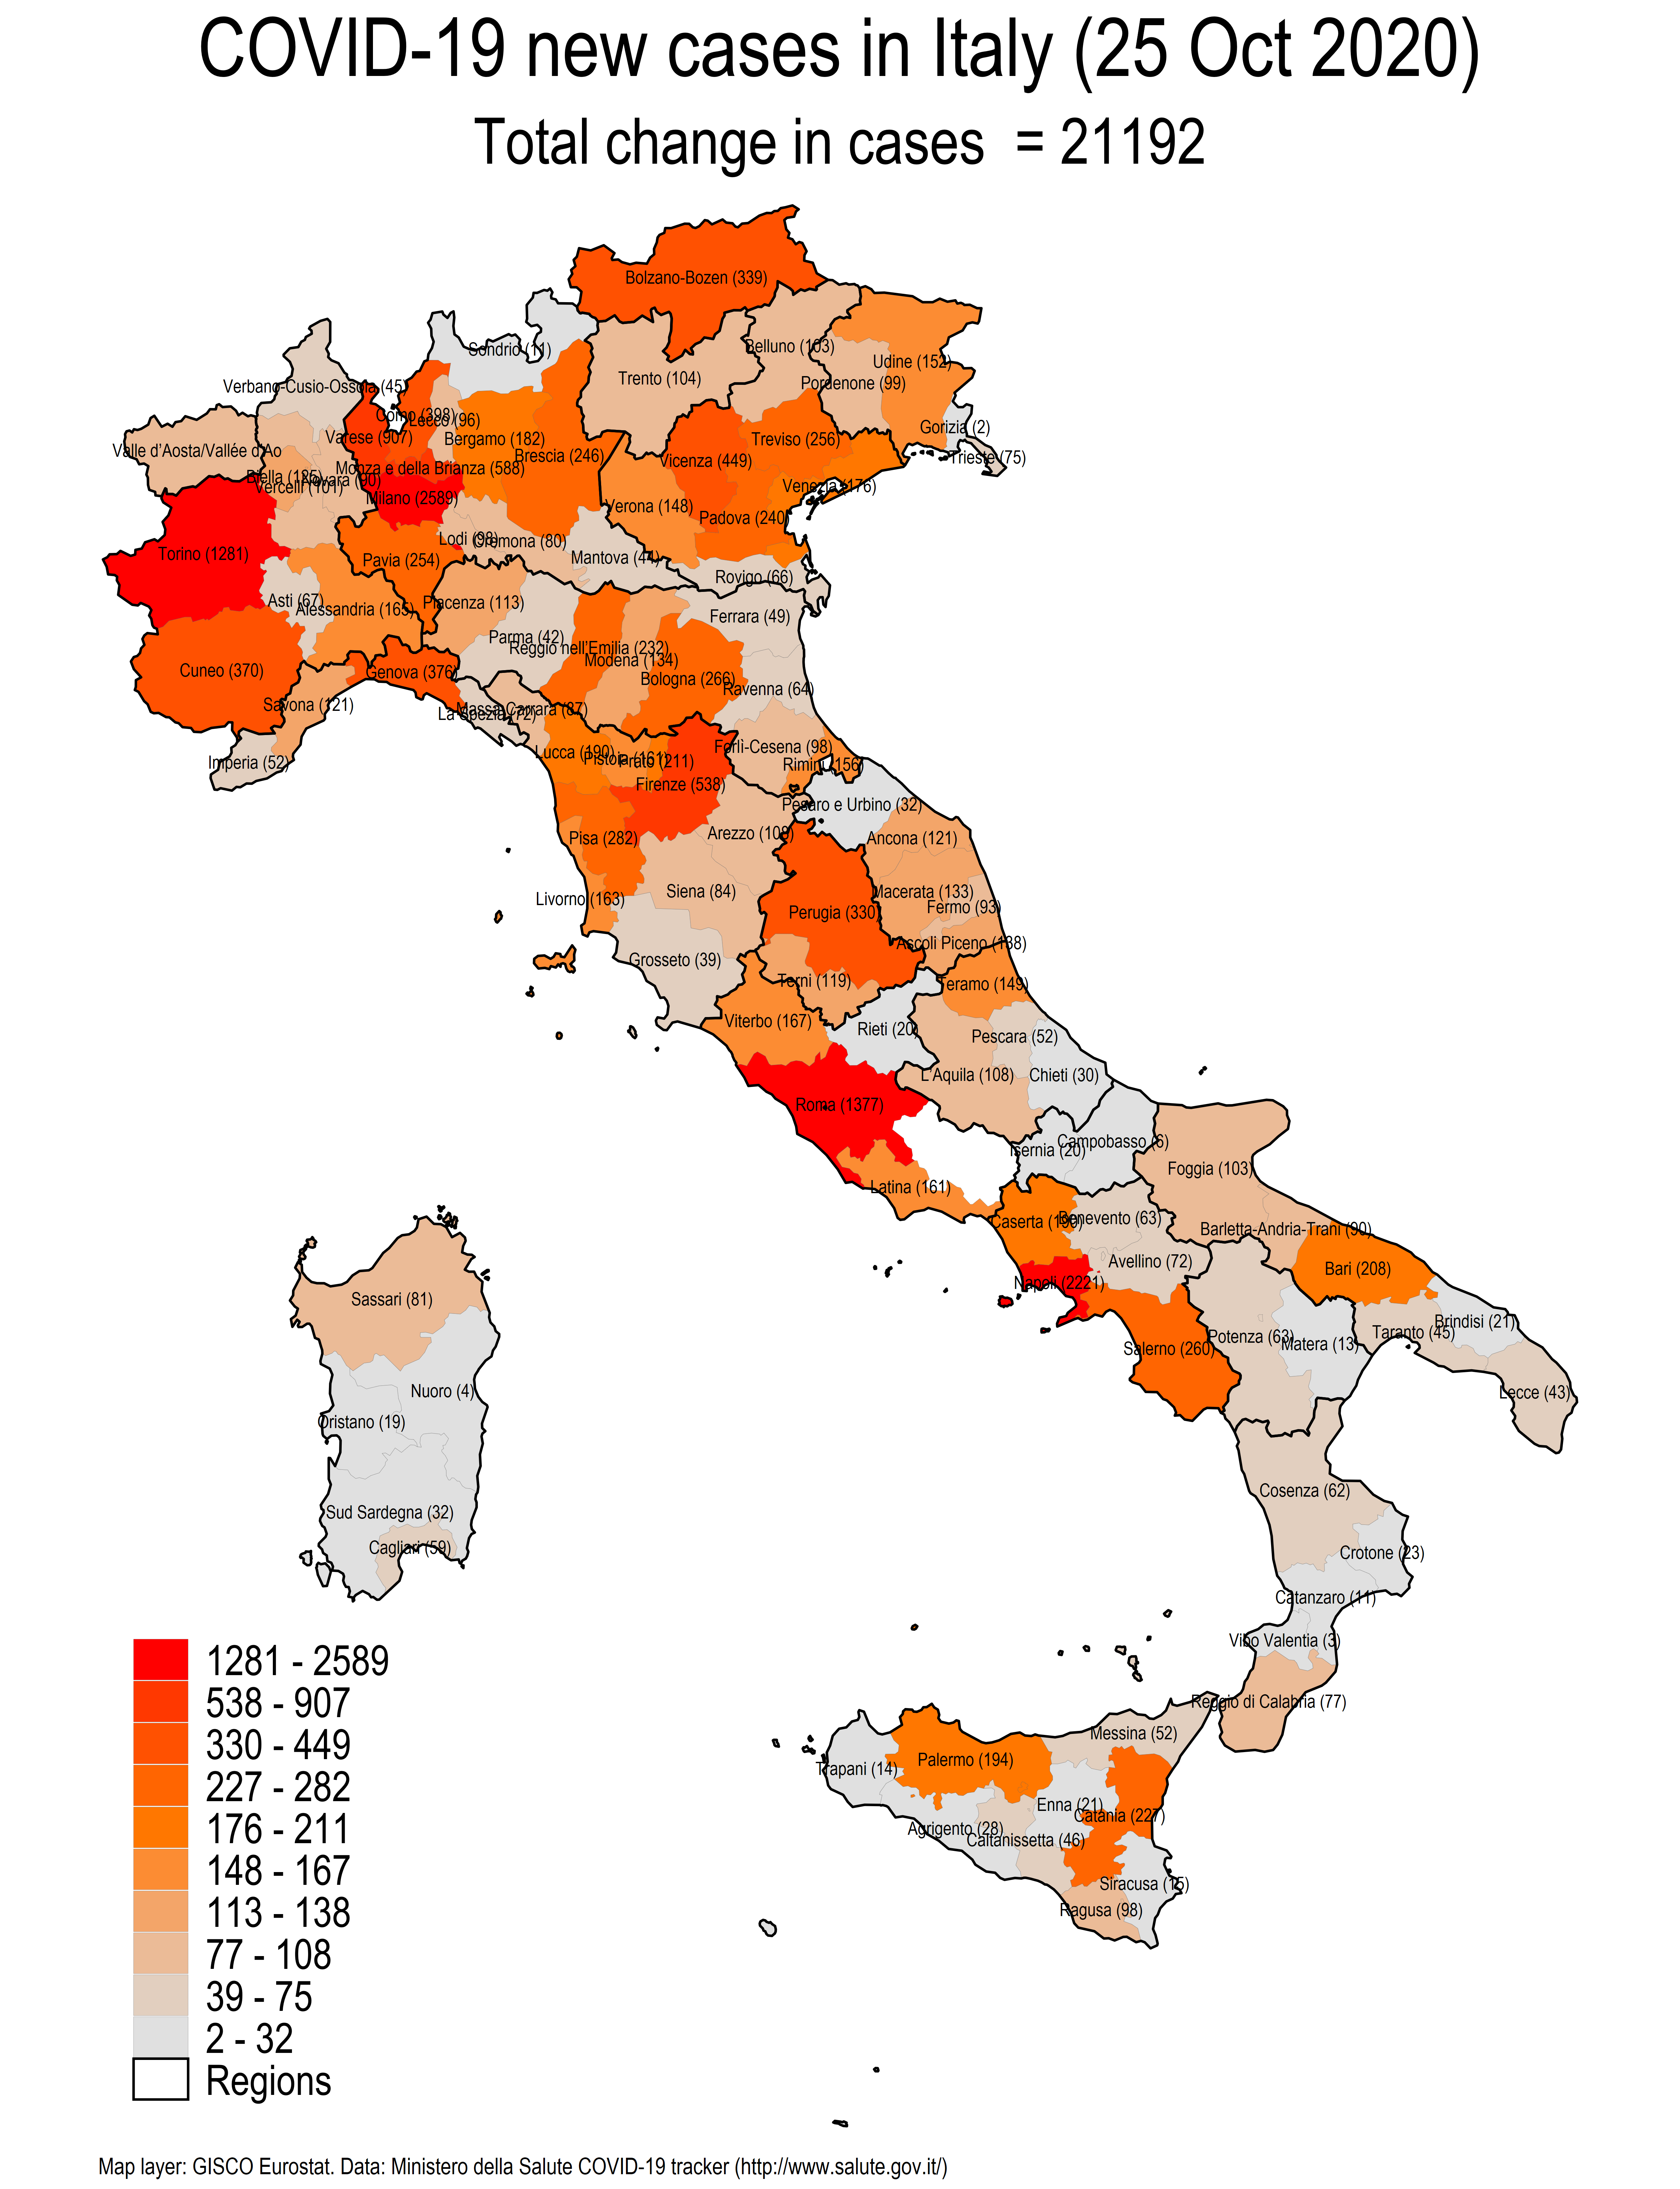 COVID-19 new cases in Italy (25 Oct 2020)
Total change in cases = 21192
Bolzano-Bozen (339)
Sondrio (11)
Belluno (103)
Udine (152)
Trento (104)
Pordenone (99)
Verbano-Cusio-Ossola (45)
Como (398)
Lecco (96)
Gorizia (2)
Varese (907)
Bergamo (182)
Treviso (256)
Valle d'Aosta/Vallée d'Ao
Brescia (246)
Vicenza (449)
Trieste (75)
Monza e della Brianza (588)
Biella (125)
Novara (90)
Vercelli (101)
Venezia (176)
Milano (2589)
Verona (148)
Padova (240)
Lodi (98)
Cremona (80)
Torino (1281)
Pavia (254)
Mantova (44)
Rovigo (66)
Asti (67)
Alessandria (165)
Piacenza (113)
Ferrara (49)
Parma (42)
Reggio nell'Emilia (232)
Modena (134)
Cuneo (370)
Genova (376)
Bologna (266)
Ravenna (64)
Savona (121)
Massa-Carrara (87)
La Spezia (72)
Forlì-Cesena (98)
Lucca (190)
Pistoia (161)
Prato (211)
Imperia (52)
Rimini (156)
Firenze (538)
Pesaro e Urbino (32)
Arezzo (108)
Pisa (282)
Ancona (121)
Siena (84)
Macerata (133)
Livorno (163)
Fermo (93)
Perugia (330)
Ascoli Piceno (138)
Grosseto (39)
Terni (119)
Teramo (149)
Viterbo (167)
Rieti (20)
Pescara (52)
L'Aquila (108)
Chieti (30)
Roma (1377)
Campobasso (6)
Isernia (20)
Foggia (103)
Latina (161)
Caserta (190)
Benevento (63)
Barletta-Andria-Trani (90)
Avellino (72)
Bari (208)
Napoli (2221)
Sassari (81)
Brindisi (21)
Taranto (45)
Potenza (63)
Matera (13)
Salerno (260)
Nuoro (4)
Lecce (43)
Oristano (19)
Cosenza (62)
Sud Sardegna (32)
Cagliari (59)
Crotone (23)
Catanzaro (11)
Vibo Valentia (3)
Reggio di Calabria (77)
Messina (52)
Palermo (194)
Trapani (14)
Enna (21)
Catania (227)
Agrigento (28)
Caltanissetta (46)
Siracusa (15)
Ragusa (98)
1281 - 2589
538 - 907
330 - 449
227 - 282
176 - 211
148 - 167
113 - 138
77 - 108
39 - 75
2 - 32
Regions
Map layer: GISCO Eurostat. Data: Ministero della Salute COVID-19 tracker (http://www.salute.gov.it/)